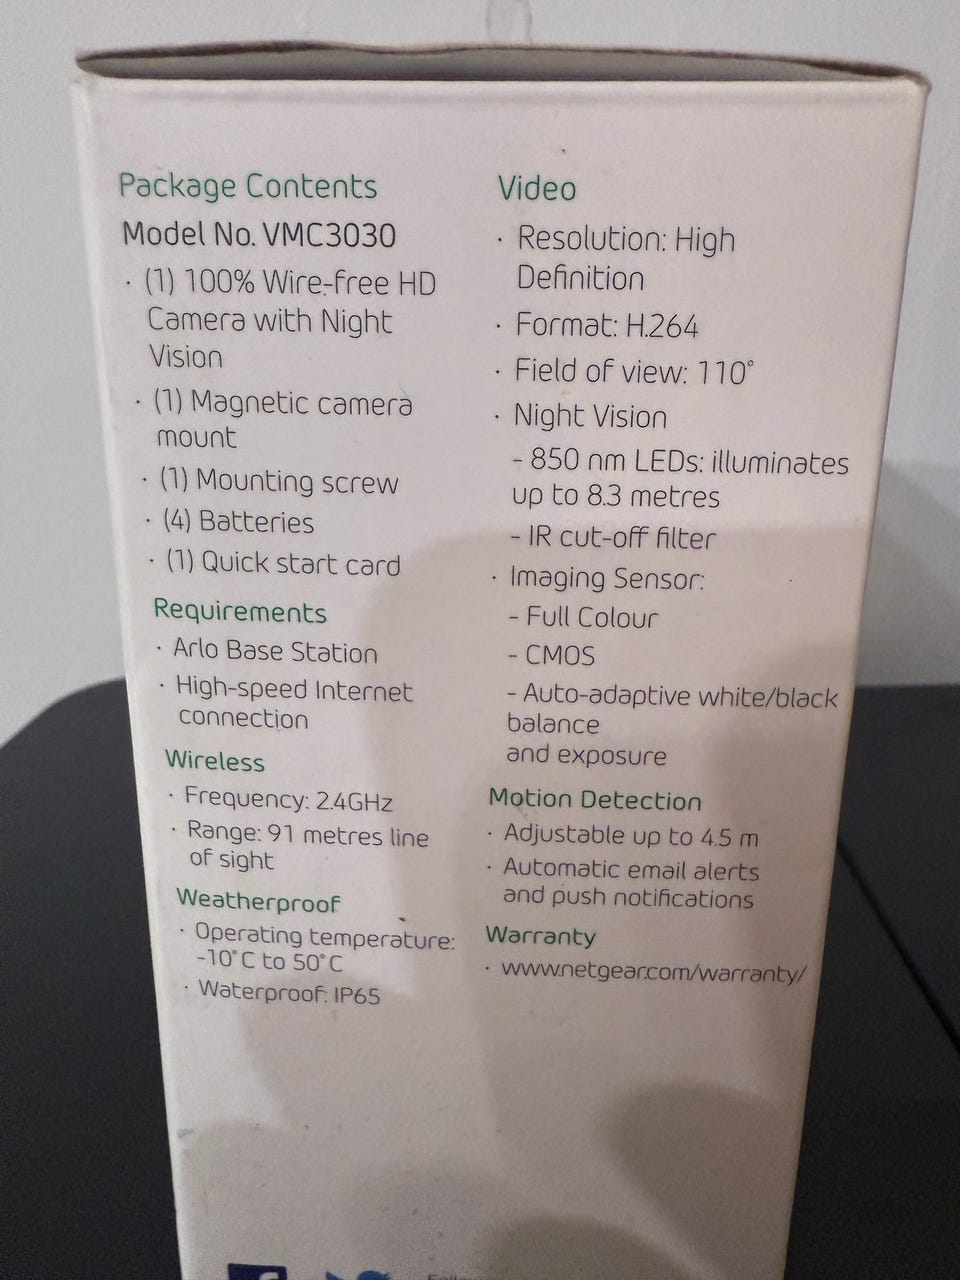 Package Contents
Model No. VMC3030
· (1) 100% Wire-free HD
Camera with Night
Vision
· (1) Magnetic camera
mount
· (1) Mounting screw
· (4) Batteries
· (1) Quick start card
Requirements
· Arlo Base Station
· High-speed Internet
connection
Wireless
· Frequency: 2.4GHz
· Range: 91 metres line
of sight
Weatherproof
· Operating temperature:
-10°C to 50°C
· Waterproof: IP65
Video
· Resolution: High
Definition
· Format: H.264
· Field of view: 110°
· Night Vision
- 850 nm LEDs: illuminates
up to 8.3 metres
- IR cut-off filter
· Imaging Sensor:
- Full Colour
- CMOS
- Auto-adaptive white/black
balance
and exposure
Motion Detection
· Adjustable up to 4.5 m
· Automatic email alerts
and push notifications
Warranty
· www.netgear.com/warranty/